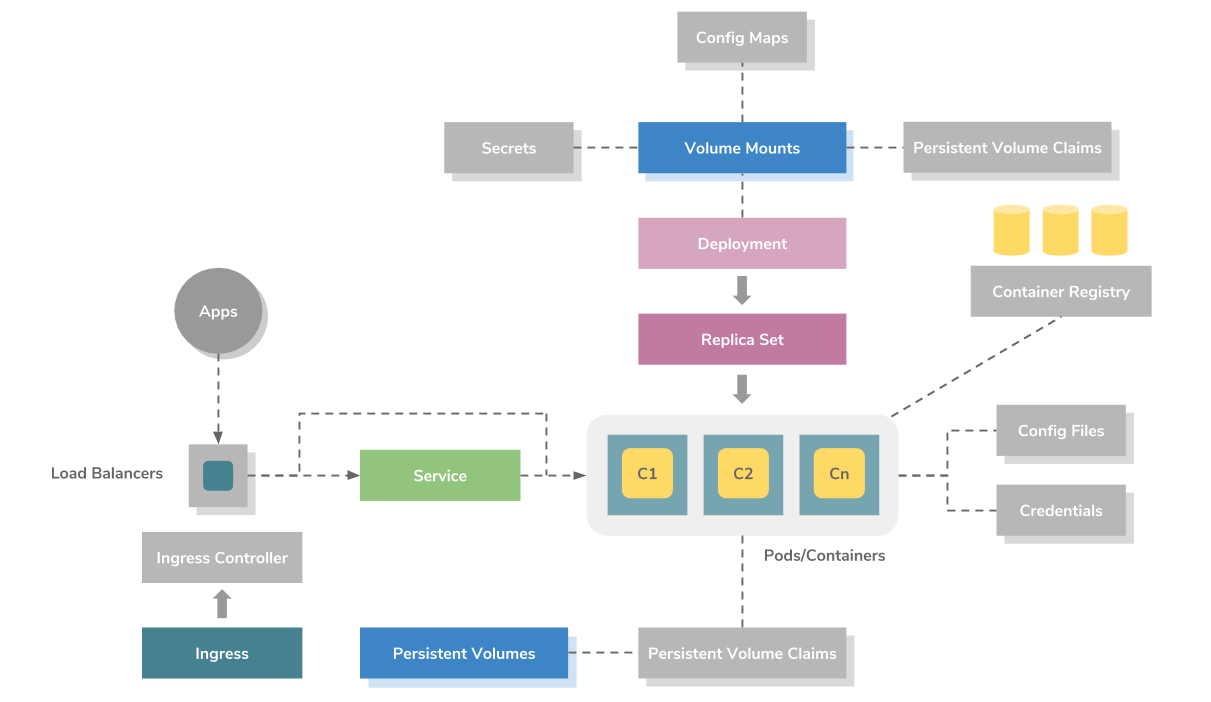 Config Maps
Secrets
Volume Mounts
Persistent Volume Claims
Deployment
Container Registry
Apps
Replica Set
Config Files
Load Balancers
Service
C1
C2
Cn
Credentials
Ingress Controller
Pods/Containers
Ingress
Persistent Volumes
Persistent Volume Claims